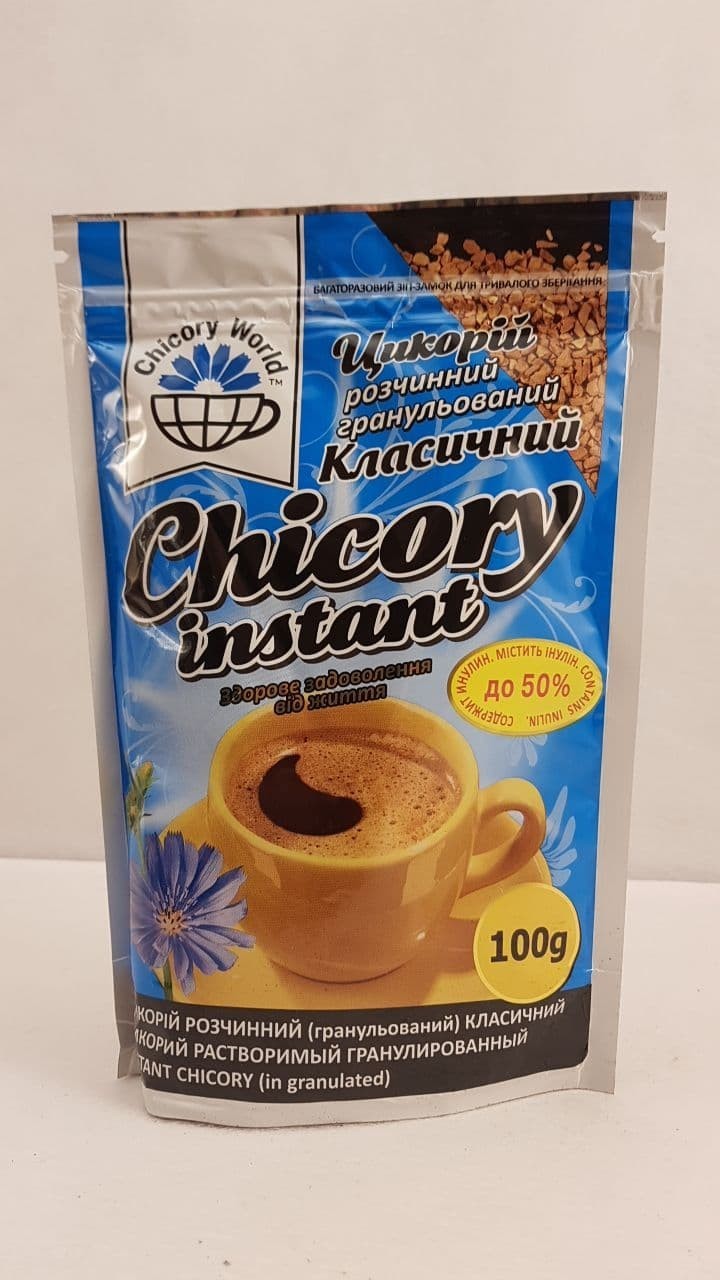 Chicory World
TM
БАГАТОРАЗОВИЙ ЗІП-ЗАМОК ДЛЯ ТРИВАЛОГО ЗБЕРІГАННЯ
Цикорій
розчинний
гранульований
Класичний
Chicory
instant
Здорове задоволення
від життя
СОДЕРЖИТ ИНУЛИН. МІСТИТЬ ІНУЛІН. CONTAINS INULIN.
до 50%
100g
ИКОРІЙ РОЗЧИННИЙ (гранульований) КЛАСИЧНИЙ
ИКОРИЙ РАСТВОРИМЫЙ ГРАНУЛИРОВАННЫЙ
TANT CHICORY (in granulated)